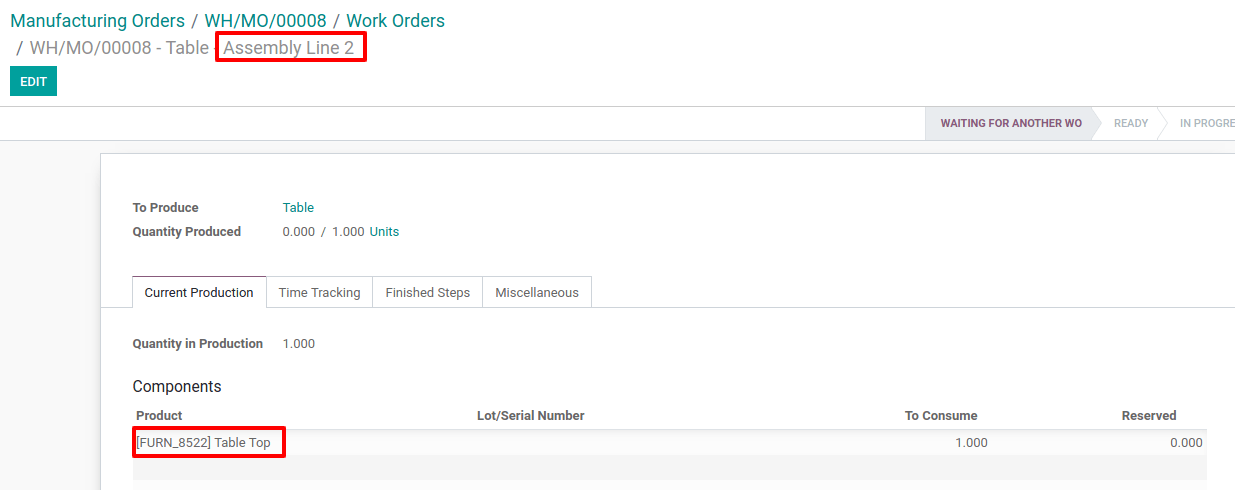 Manufacturing Orders / WH/MO/00008 / Work Orders
/ WH/MO/00008 - Table - Assembly Line 2
EDIT
WAITING FOR ANOTHER WO READY IN PROGRE
To Produce Table
Quantity Produced 0.000 / 1.000 Units
Current Production Time Tracking Finished Steps Miscellaneous
Quantity in Production 1.000
Components
Product Lot/Serial Number To Consume Reserved
[FURN_8522] Table Top 1.000 0.000